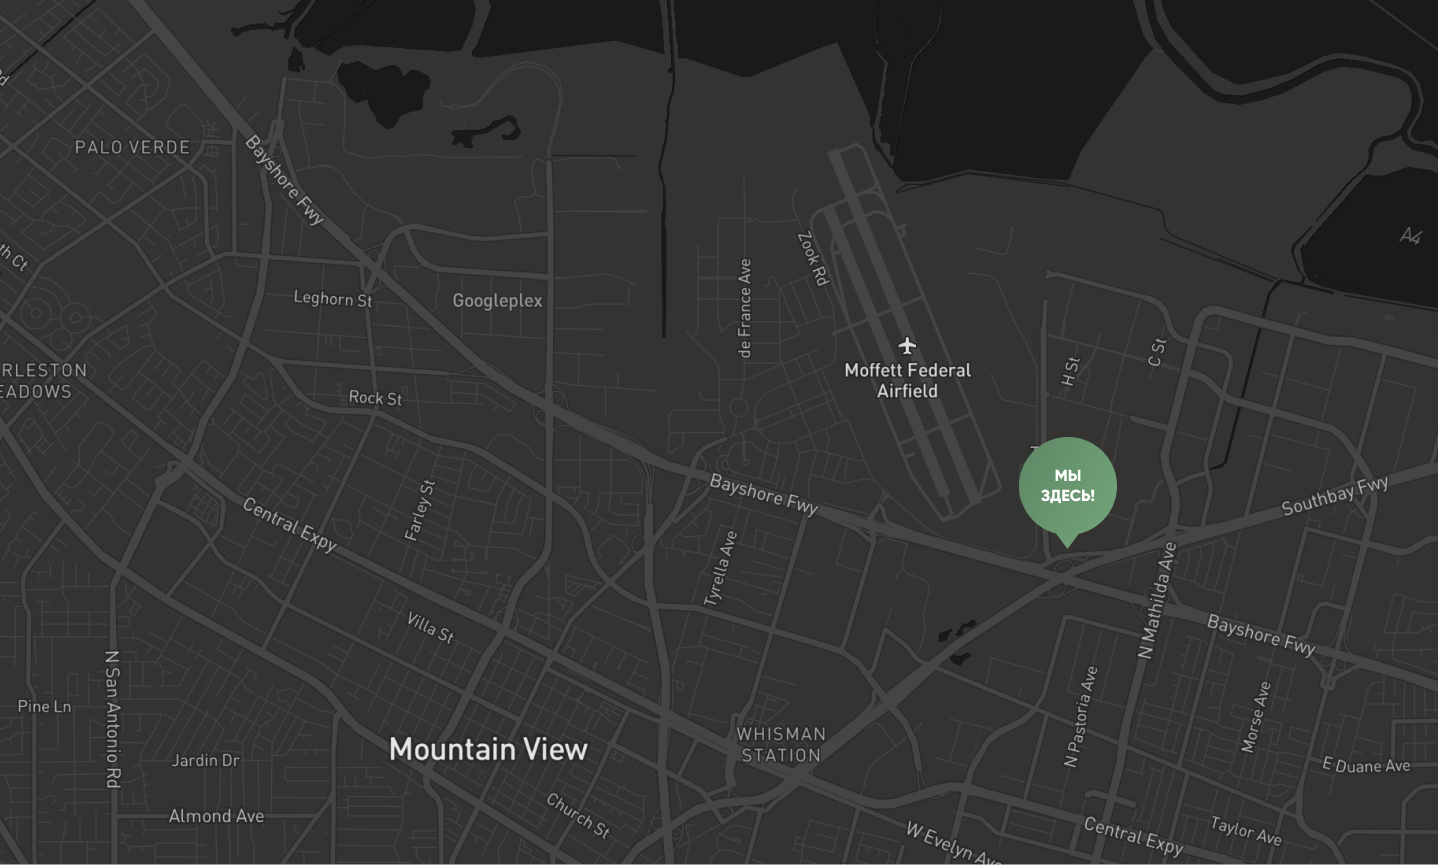 PALO VERDE
Bayshore Fwy
A4
Leghorn St
Googleplex
de France Ave
Zook Rd
Moffett Federal
Airfield
H St
C St
RLESTON
EADOWS
Rock St
МЫ
ЗДЕСЬ!
Bayshore Fwy
Southbay Fwy
Central Expy
Farley St
Tyrella Ave
N Mathilda Ave
Villa St
Bayshore Fwy
N San Antonio Rd
Pine Ln
N Pastoria Ave
Morse Ave
Mountain View
WHISMAN
STATION
Jardin Dr
E Duane Ave
Almond Ave
Church St
W Evelyn Ave
Central Expy
Taylor Ave